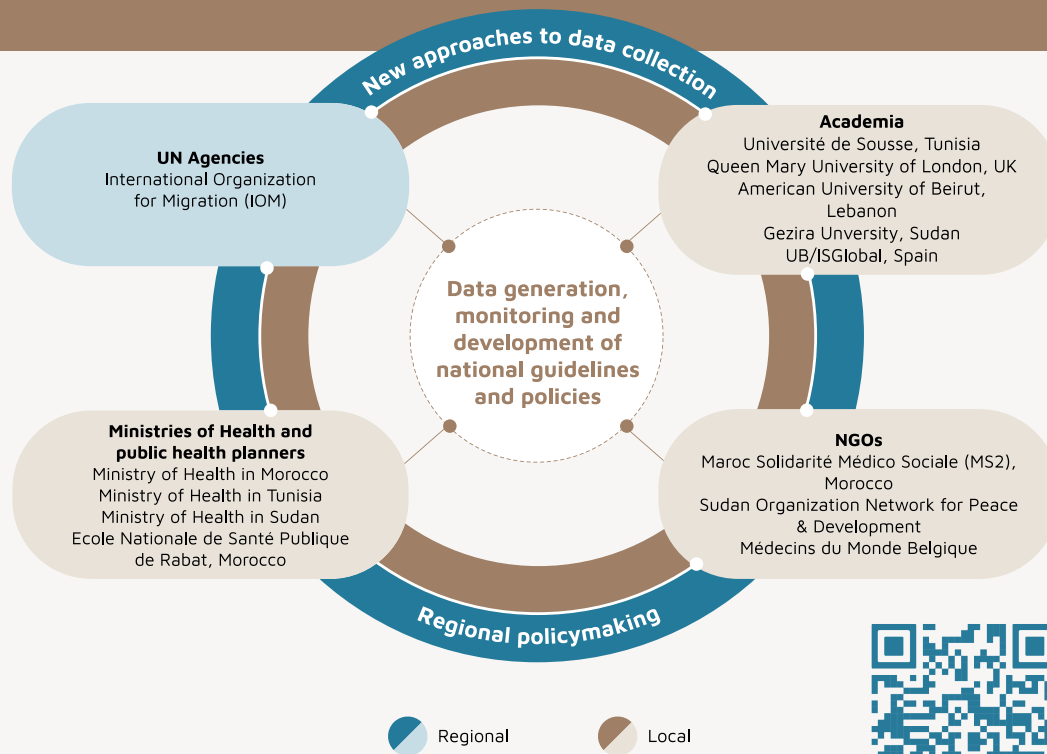 New approaches to data collection
UN Agencies
International Organization
for Migration (IOM)
Academia
Université de Sousse, Tunisia
Queen Mary University of London, UK
American University of Beirut,
Lebanon
Gezira Unversity, Sudan
UB/ISGlobal, Spain
Data generation,
monitoring and
development of
national guidelines
and policies
Ministries of Health and
public health planners
Ministry of Health in Morocco
Ministry of Health in Tunisia
Ministry of Health in Sudan
Ecole Nationale de Santé Publique
de Rabat, Morocco
NGOs
Maroc Solidarité Médico Sociale (MS2),
Morocco
Sudan Organization Network for Peace
& Development
Médecins du Monde Belgique
Regional policymaking
Regional
Local